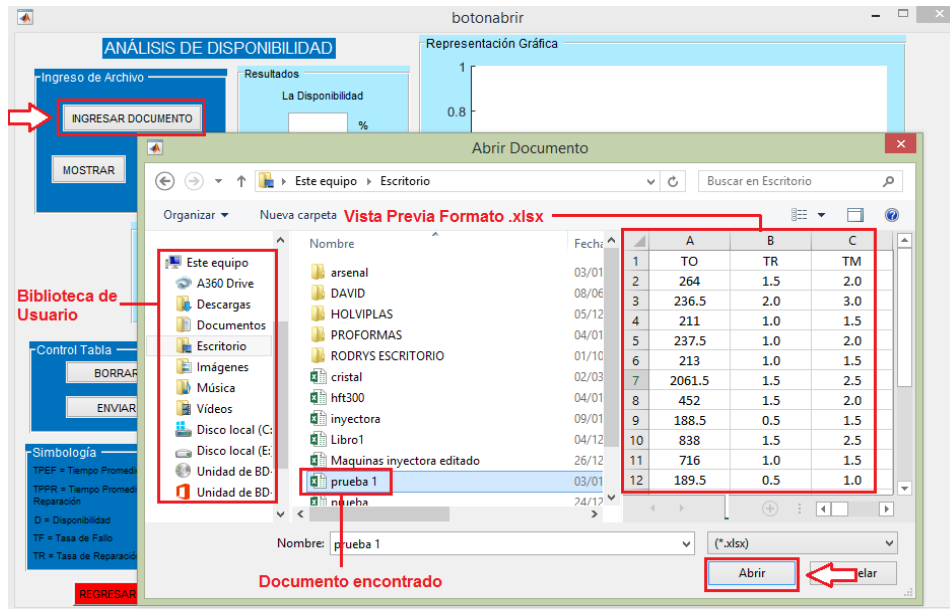 botonabrir
ANÁLISIS DE DISPONIBILIDAD
Representación Gráfica
Ingreso de Archivo
Resultados
La Disponibilidad
1
0.8
INGRESAR DOCUMENTO
%
MOSTRAR
Abrir Documento
Este equipo Escritorio
Buscar en Escritorio
Organizar
Nueva carpeta
Vista Previa Formato .xlsx
Nombre
Fecha
Este equipo
A360 Drive
Descargas
Documentos
Escritorio
Imágenes
Música
Vídeos
Disco local (C:
Disco local (E:
Unidad de BD-
Unidad de BD-
arsenal 03/01
DAVID 08/06
HOLVIPLAS 05/12
PROFORMAS 04/01
RODRYS ESCRITORIO 01/10
cristal 02/03
hft300 04/01
inyectora 09/01
Libro1 04/12
Maquinas inyectora editado 26/12
prueba 1 03/01
prueba 24/12
A B C
1 TO TR TM
2 264 1.5 2.0
3 236.5 2.0 3.0
4 211 1.0 1.5
5 237.5 1.0 2.0
6 213 1.0 1.5
7 2061.5 1.5 2.5
8 452 1.5 2.0
9 188.5 0.5 1.5
10 838 1.5 2.5
11 716 1.0 1.5
12 189.5 0.5 1.0
Biblioteca de
Usuario
Control Tabla
BORRAR
ENVIAR
Simbología
TPEF = Tiempo Promedi
TPPR = Tiempo Promedi
Reparación
D = Disponibilidad
TF = Tasa de Fallo
TR = Tasa de Reparació
REGRESAR
Nombre: prueba 1
(*.xlsx)
Abrir
elar
Documento encontrado